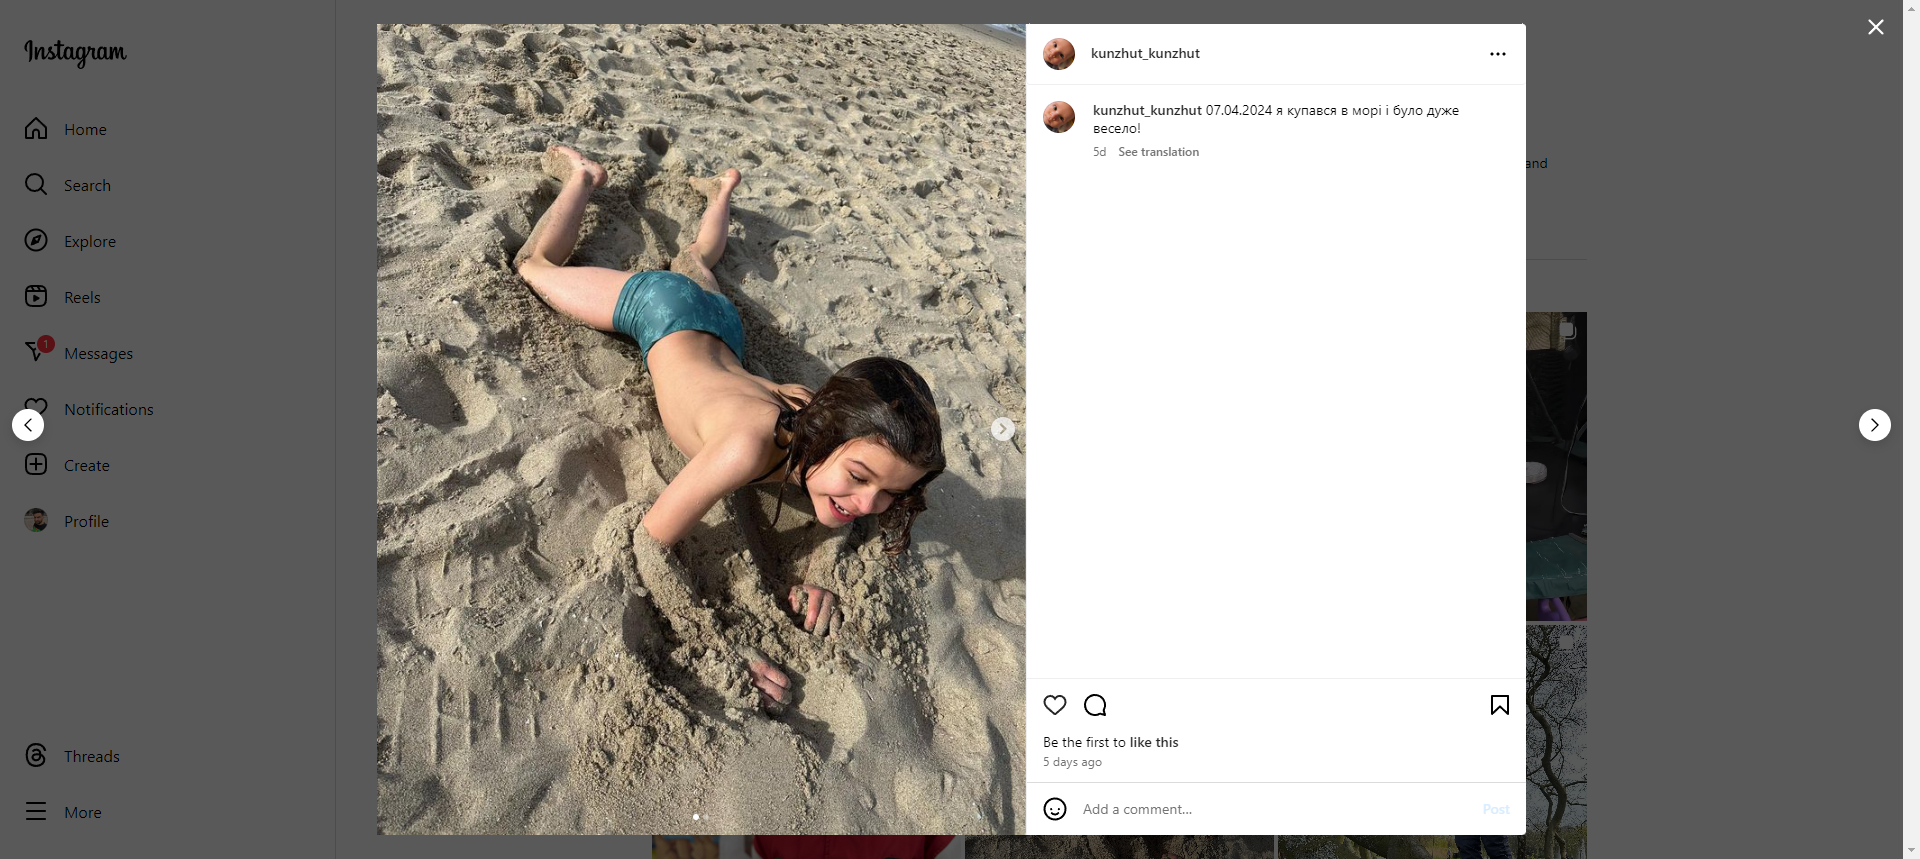 Instagram
Home
Search
Explore
Reels
1
Messages
Notifications
Create
Profile
Threads
More
kunzhut_kunzhut
kunzhut_kunzhut 07.04.2024 я купався в морі і було дуже
весело!
5d See translation
and
Be the first to like this
5 days ago
Add a comment...
Post